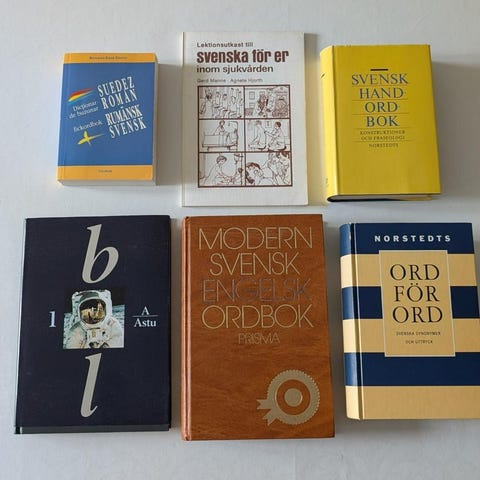 SUEDEZ
ROMÂN
Dicționar
de buzunar
Fickordbok
RUMÄNSK
SVENSK
Lektionsutkast till
svenska för er
inom sjukvården
Gerd Manne · Agneta Hjorth
SVENSK
HAND
ORD
BOK
KONSTRUKTIONER
OCH FRASEOLOGI
NORSTEDTS
b
1
A
Astu
l
MODERN
SVENSK
ENGELSK
ORDBOK
PRISMA
NORSTEDTS
ORD
FÖR
ORD
SVENSKA SYNONYMER
OCH UTTRYCK